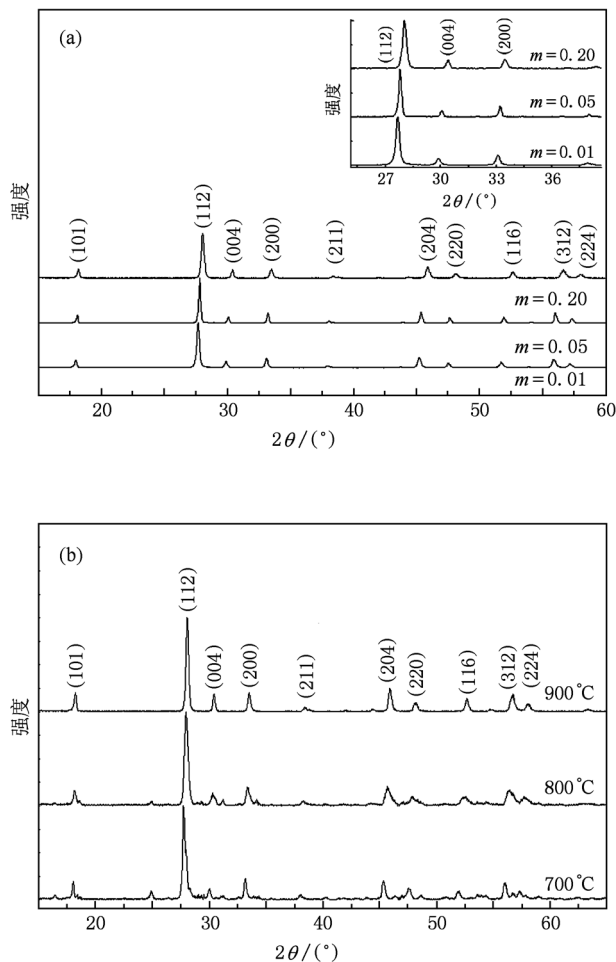 (a)
(112)
(004)
(200)
m=0.20
m=0.05
m=0.01
强度
27 30 33 36
2θ/(°)
强度
(101)
(112)
(004)
(200)
(211)
(204)
(220)
(116)
(312)
(224)
m=0.20
m=0.05
m=0.01
20 30 40 50 60
2θ/(°)
(b)
强度
(101)
(112)
(004)
(200)
(211)
(204)
(220)
(116)
(312)
(224)
900℃
800℃
700℃
20 30 40 50 60
2θ/(°)